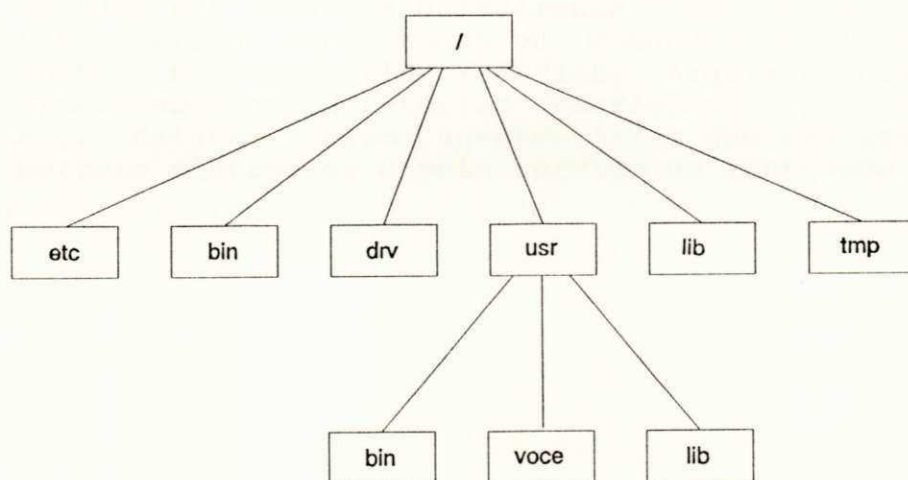 /
etc bin drv usr lib tmp
bin voce lib